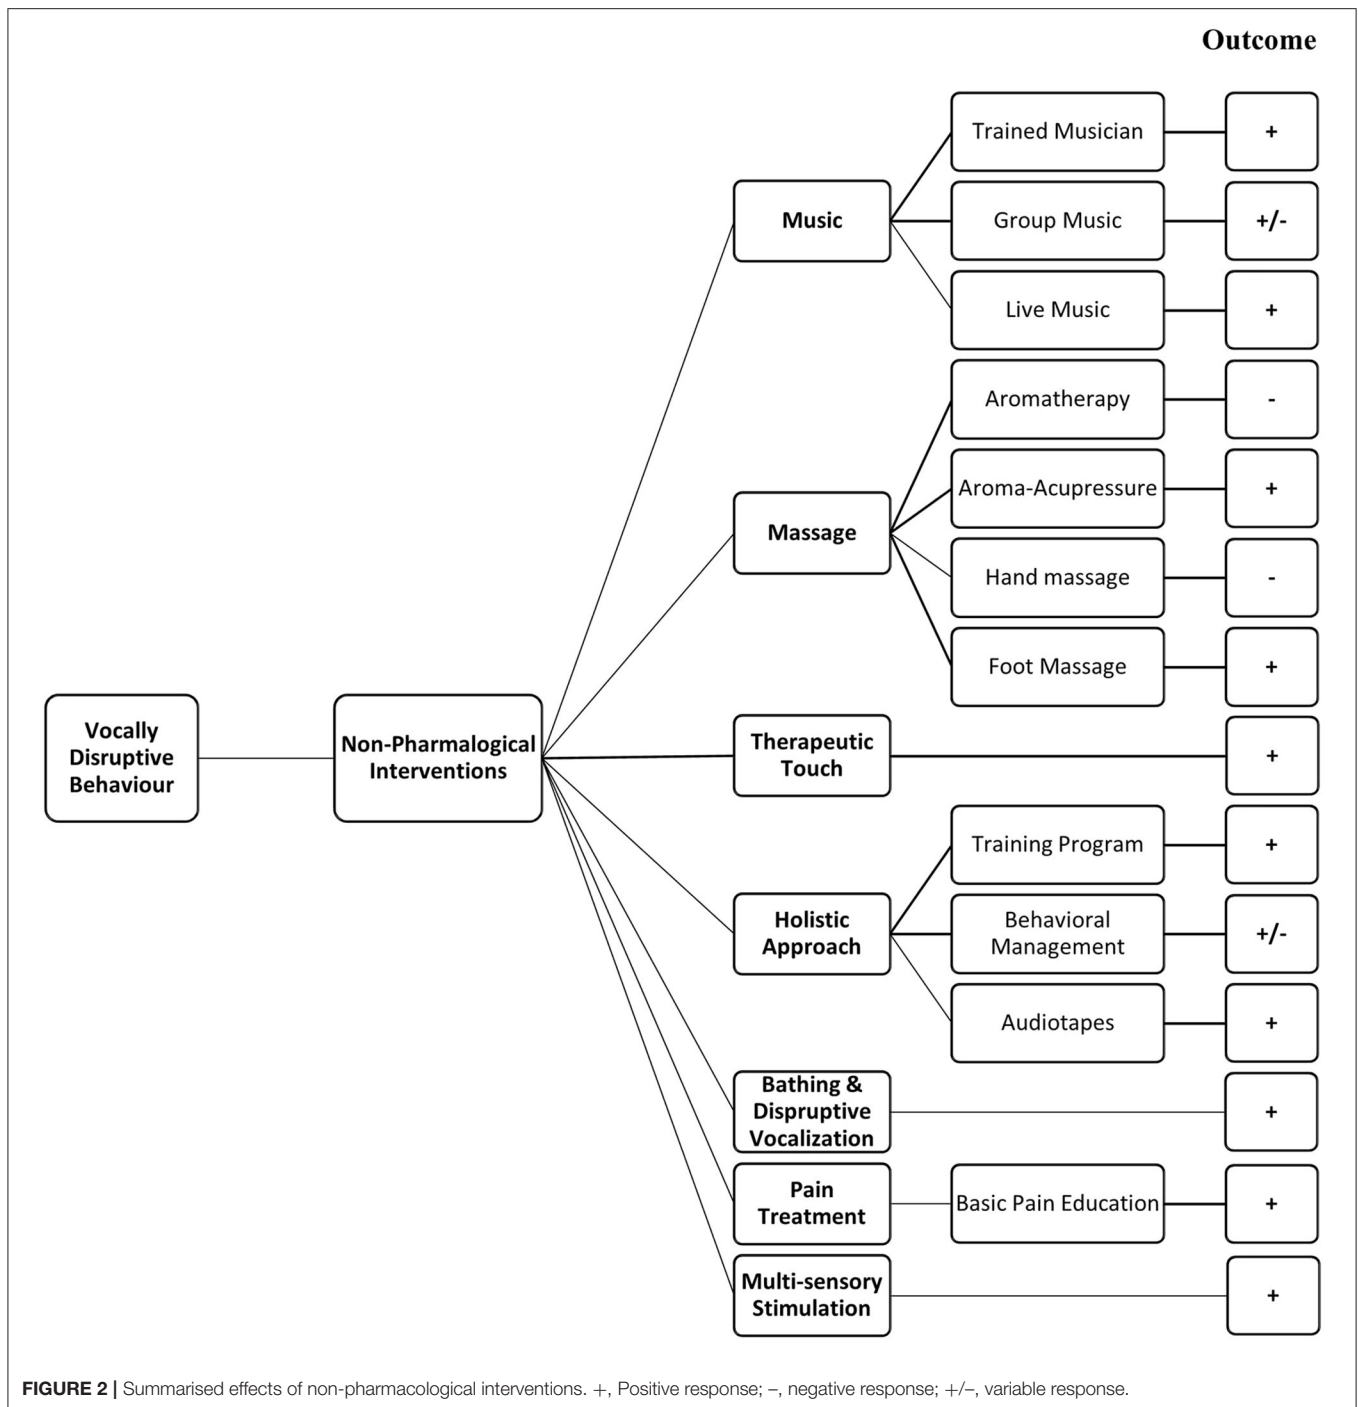 Outcome
Trained Musician
+
Music
Group Music
+/-
Live Music
+
Aromatherapy
-
Aroma-Acupressure
+
Massage
Hand massage
-
Foot Massage
+
Vocally
Disruptive
Behaviour
Non-Pharmalogical
Interventions
Therapeutic
Touch
+
Training Program
+
Holistic
Approach
Behavioral
Management
+/-
Audiotapes
+
Bathing &
Dispruptive
Vocalization
+
Pain
Treatment
Basic Pain Education
+
Multi-sensory
Stimulation
+
FIGURE 2 | Summarised effects of non-pharmacological interventions. +, Positive response; –, negative response; +/–, variable response.